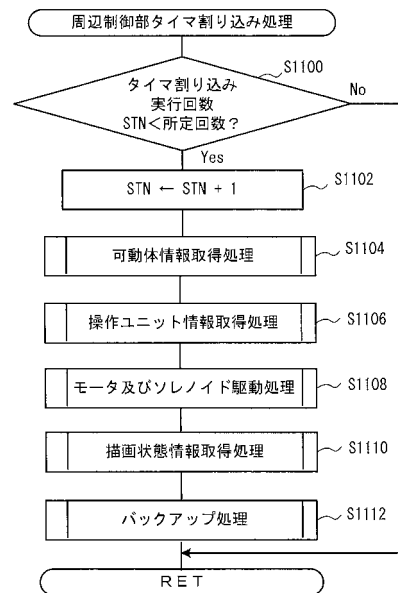 周辺制御部タイマ割り込み処理
S1100
タイマ割り込み
実行回数
STN＜所定回数？
No
Yes
STN ← STN + 1
S1102
可動体情報取得処理
S1104
操作ユニット情報取得処理
S1106
モータ及びソレノイド駆動処理
S1108
描画状態情報取得処理
S1110
バックアップ処理
S1112
RET